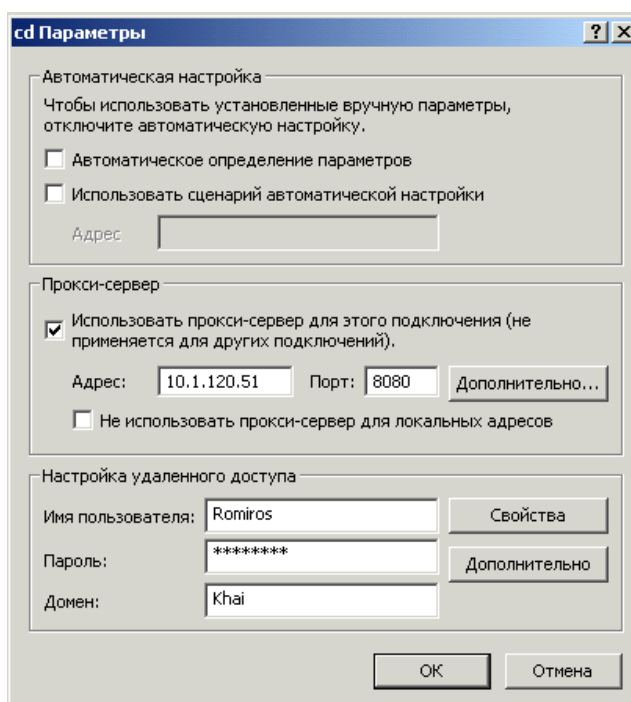 cd Параметры
Автоматическая настройка
Чтобы использовать установленные вручную параметры,
отключите автоматическую настройку.
Автоматическое определение параметров
Использовать сценарий автоматической настройки
Адрес
Прокси-сервер
Использовать прокси-сервер для этого подключения (не
применяется для других подключений).
Адрес: 10.1.120.51 Порт: 8080 Дополнительно...
Не использовать прокси-сервер для локальных адресов
Настройка удаленного доступа
Имя пользователя: Romiros Свойства
Пароль: ******** Дополнительно
Домен: Khai
ОК Отмена